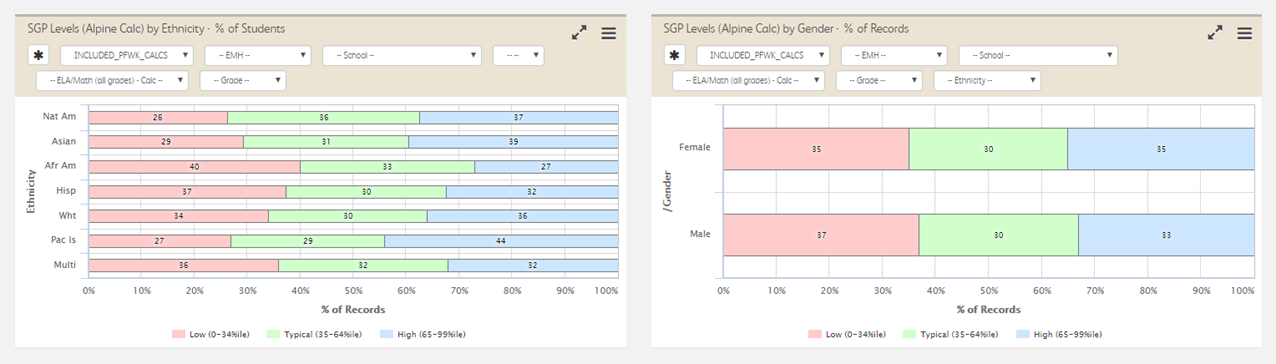 SGP Levels (Alpine Calc) by Ethnicity - % of Students
✱ INCLUDED_PFWK_CALCS -- EMH -- -- School -- -- --
-- ELA/Math (all grades) - Calc -- -- Grade --
Nat Am 26 36 37
Asian 29 31 39
Afr Am 40 33 27
Hisp 37 30 32
Wht 34 30 36
Pac Is 27 29 44
Multi 36 32 32
Ethnicity
0% 10% 20% 30% 40% 50% 60% 70% 80% 90% 100%
% of Records
Low (0-34%ile) Typical (35-64%ile) High (65-99%ile)
SGP Levels (Alpine Calc) by Gender - % of Records
✱ INCLUDED_PFWK_CALCS -- EMH -- -- School --
-- ELA/Math (all grades) - Calc -- -- Grade -- -- Ethnicity --
Female 35 30 35
Male 37 30 33
/Gender
0% 10% 20% 30% 40% 50% 60% 70% 80% 90% 100%
% of Records
Low (0-34%ile) Typical (35-64%ile) High (65-99%ile)